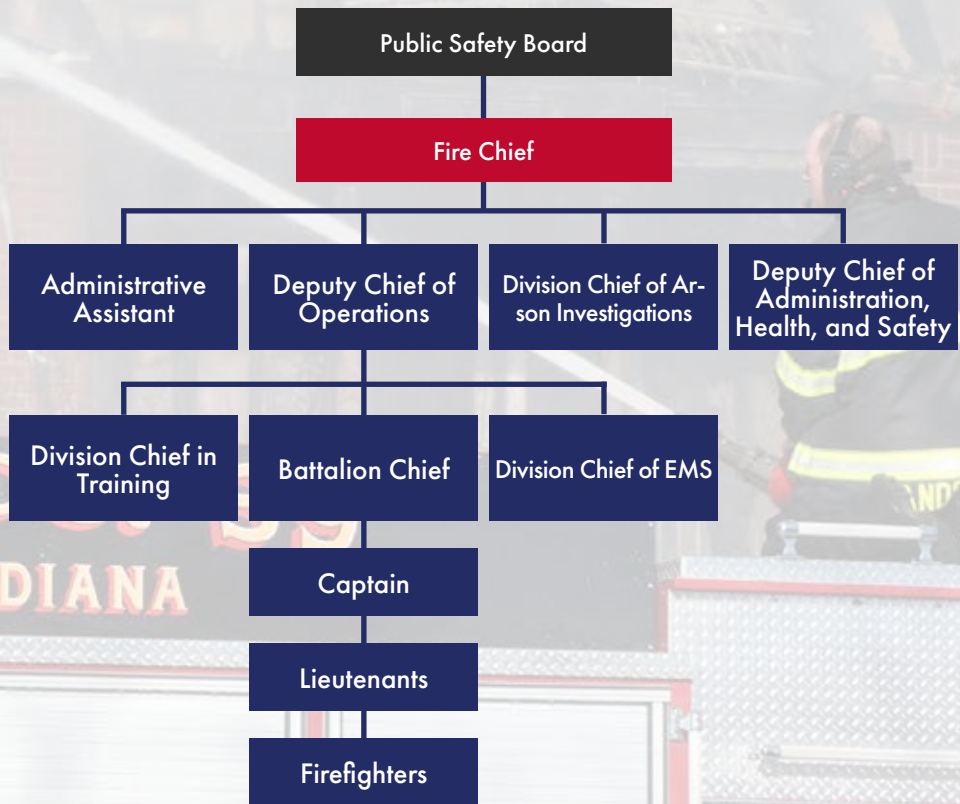 Public Safety Board
Fire Chief
Administrative
Assistant
Deputy Chief of
Operations
Division Chief of Ar-
son Investigations
Deputy Chief of
Administration,
Health, and Safety
Division Chief in
Training
Battalion Chief
Division Chief of EMS
Captain
Lieutenants
Firefighters
DIANA